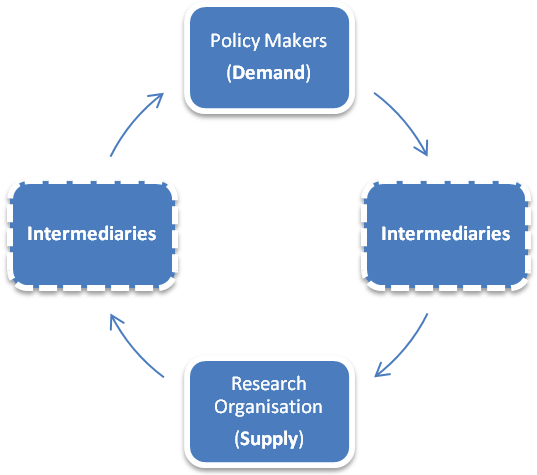 Policy Makers
(Demand)
Intermediaries
Intermediaries
Research
Organisation
(Supply)